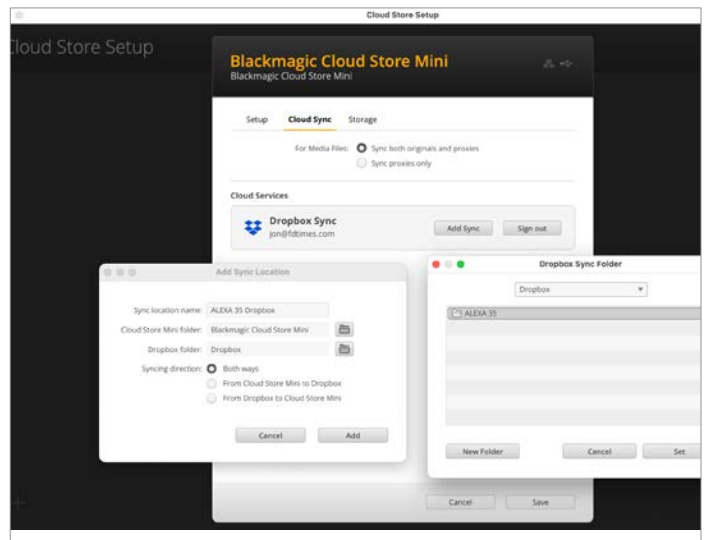 Cloud Store Setup
Cloud Store Setup
Blackmagic Cloud Store Mini
Blackmagic Cloud Store Mini
Setup Cloud Sync Storage
For Media Files: Sync both originals and proxies
Sync proxies only
Cloud Services
Dropbox Sync
jon@fdtimes.com
Add Sync Sign out
Add Sync Location
Sync location name: ALEXA 35 Dropbox
Cloud Store Mini folder: Blackmagic Cloud Store Mini
Dropbox folder: Dropbox
Syncing direction: Both ways
From Cloud Store Mini to Dropbox
From Dropbox to Cloud Store Mini
Cancel Add
Dropbox Sync Folder
Dropbox
ALEXA 35
New Folder Cancel Set
Cancel Save